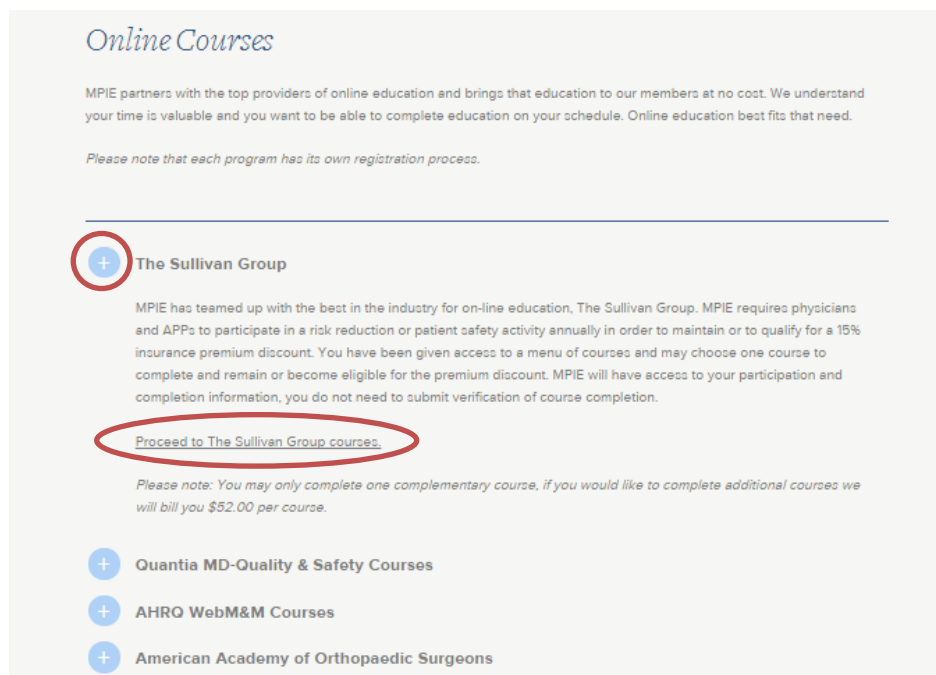 Online Courses
MPIE partners with the top providers of online education and brings that education to our members at no cost. We understand
your time is valuable and you want to be able to complete education on your schedule. Online education best fits that need.
Please note that each program has its own registration process.
+ The Sullivan Group
MPIE has teamed up with the best in the industry for on-line education, The Sullivan Group. MPIE requires physicians
and APPs to participate in a risk reduction or patient safety activity annually in order to maintain or to qualify for a 15%
insurance premium discount. You have been given access to a menu of courses and may choose one course to
complete and remain or become eligible for the premium discount. MPIE will have access to your participation and
completion information, you do not need to submit verification of course completion.
Proceed to The Sullivan Group courses.
Please note: You may only complete one complementary course, if you would like to complete additional courses we
will bill you $52.00 per course.
+ Quantia MD-Quality & Safety Courses
+ AHRQ WebM&M Courses
+ American Academy of Orthopaedic Surgeons